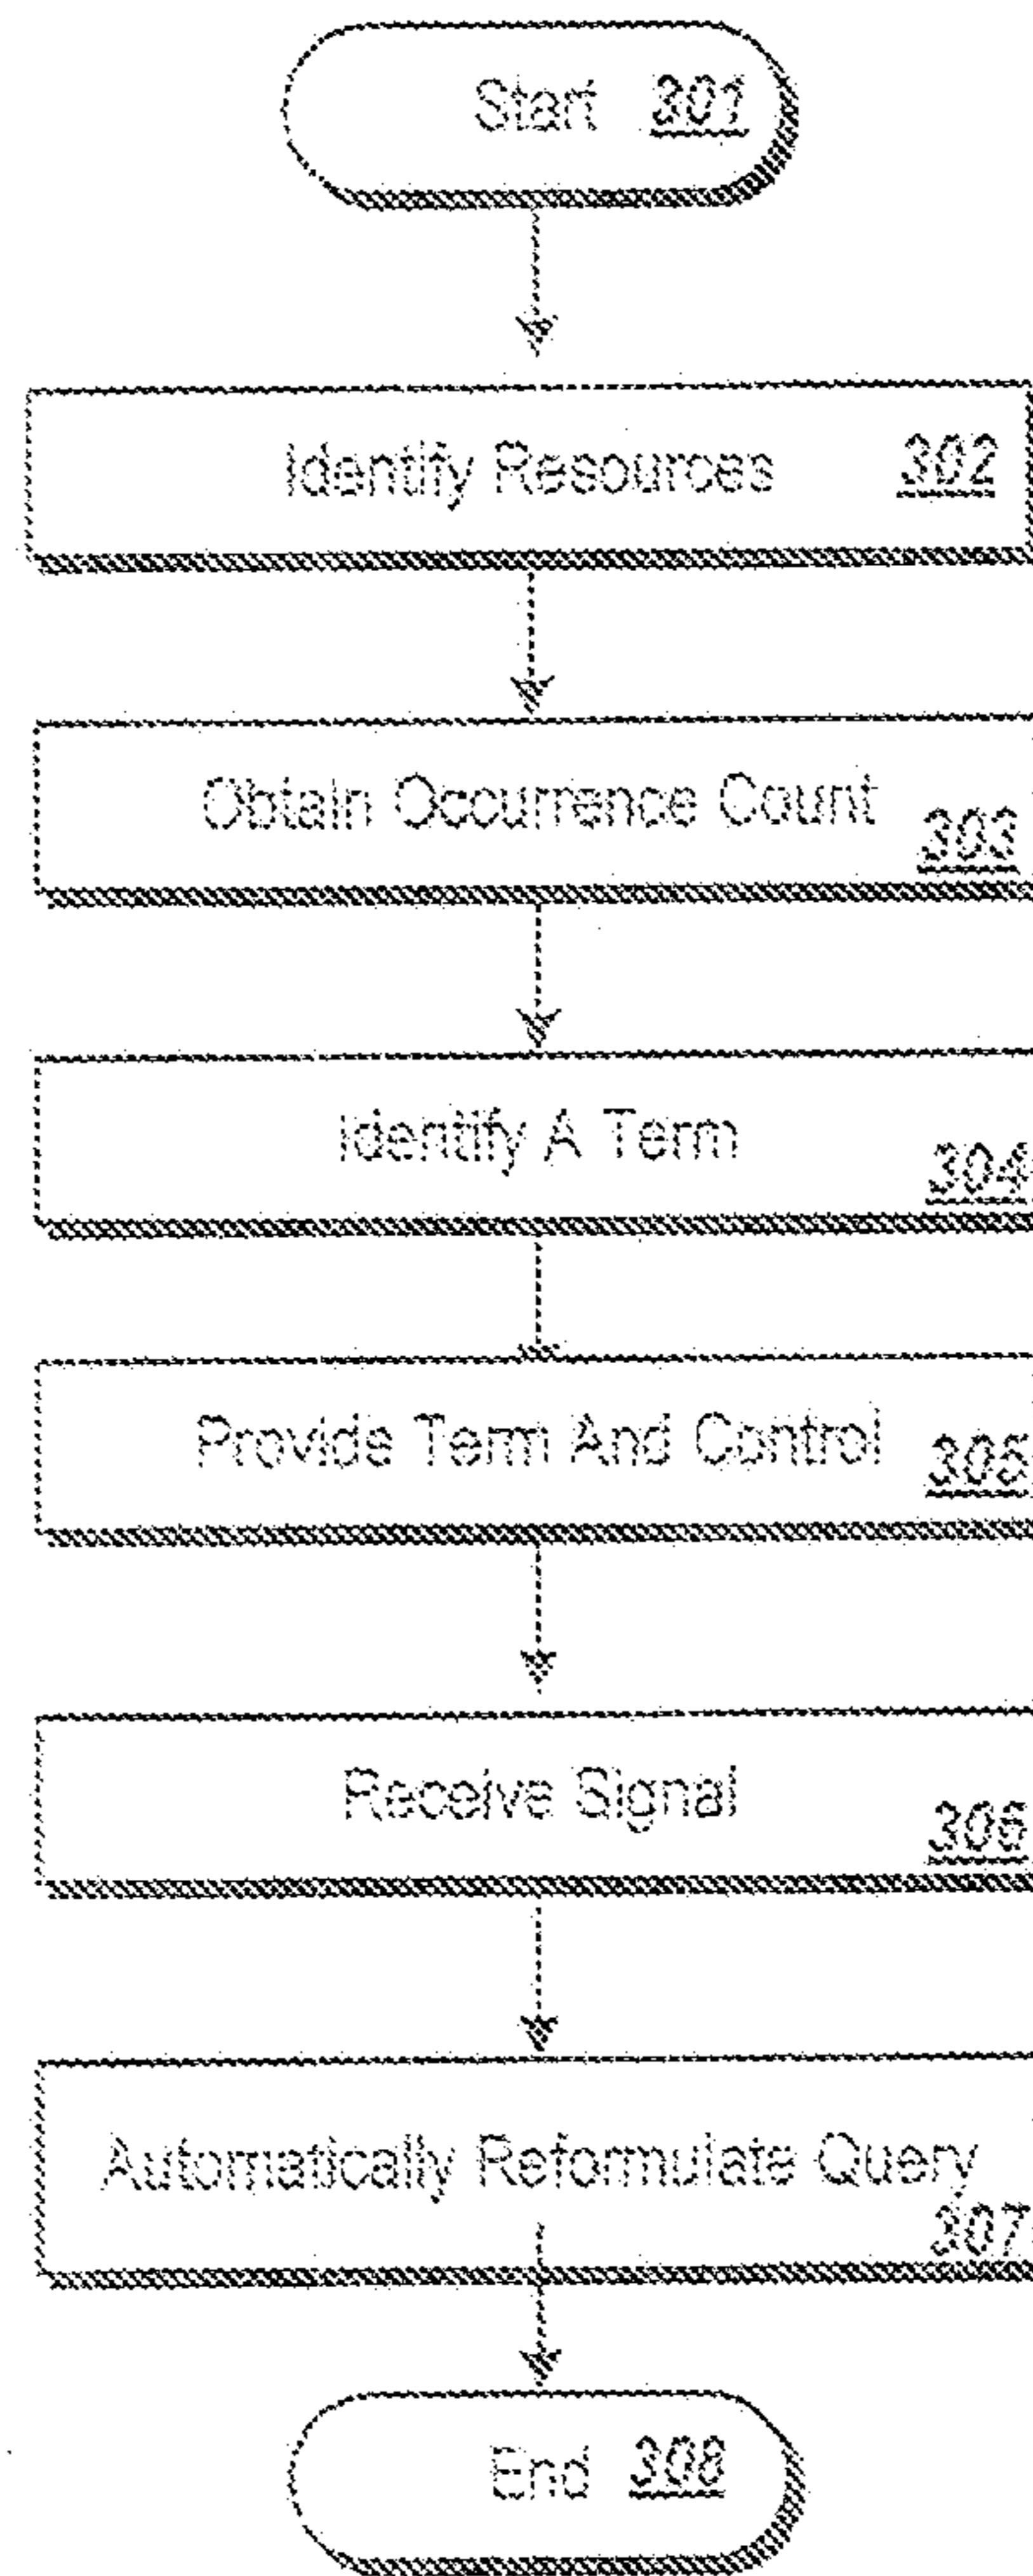 Start 301
Identify Resources 302
Obtain Occurrence Count 303
Identify A Term 304
Provide Term And Control 305
Receive Signal 306
Automatically Reformulate Query 307
End 308